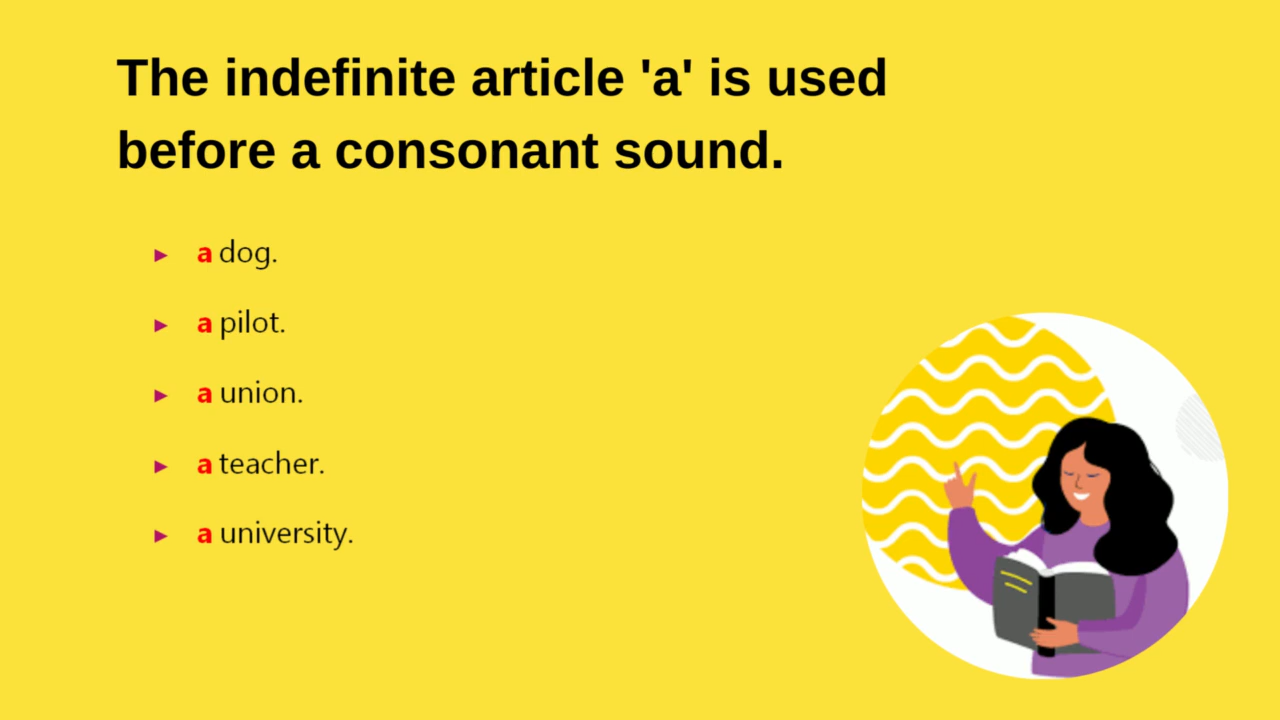 The indefinite article 'a' is used
before a consonant sound.
► a dog.
► a pilot.
► a union.
► a teacher.
► a university.